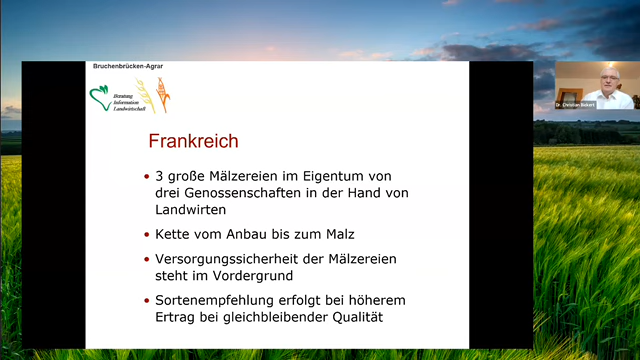 Bruchenbrücken-Agrar
Beratung
Information
Landwirtschaft
Frankreich
• 3 große Mälzereien im Eigentum von
drei Genossenschaften in der Hand von
Landwirten
• Kette vom Anbau bis zum Malz
• Versorgungssicherheit der Mälzereien
steht im Vordergrund
• Sortenempfehlung erfolgt bei höherem
Ertrag bei gleichbleibender Qualität
Dr. Christian